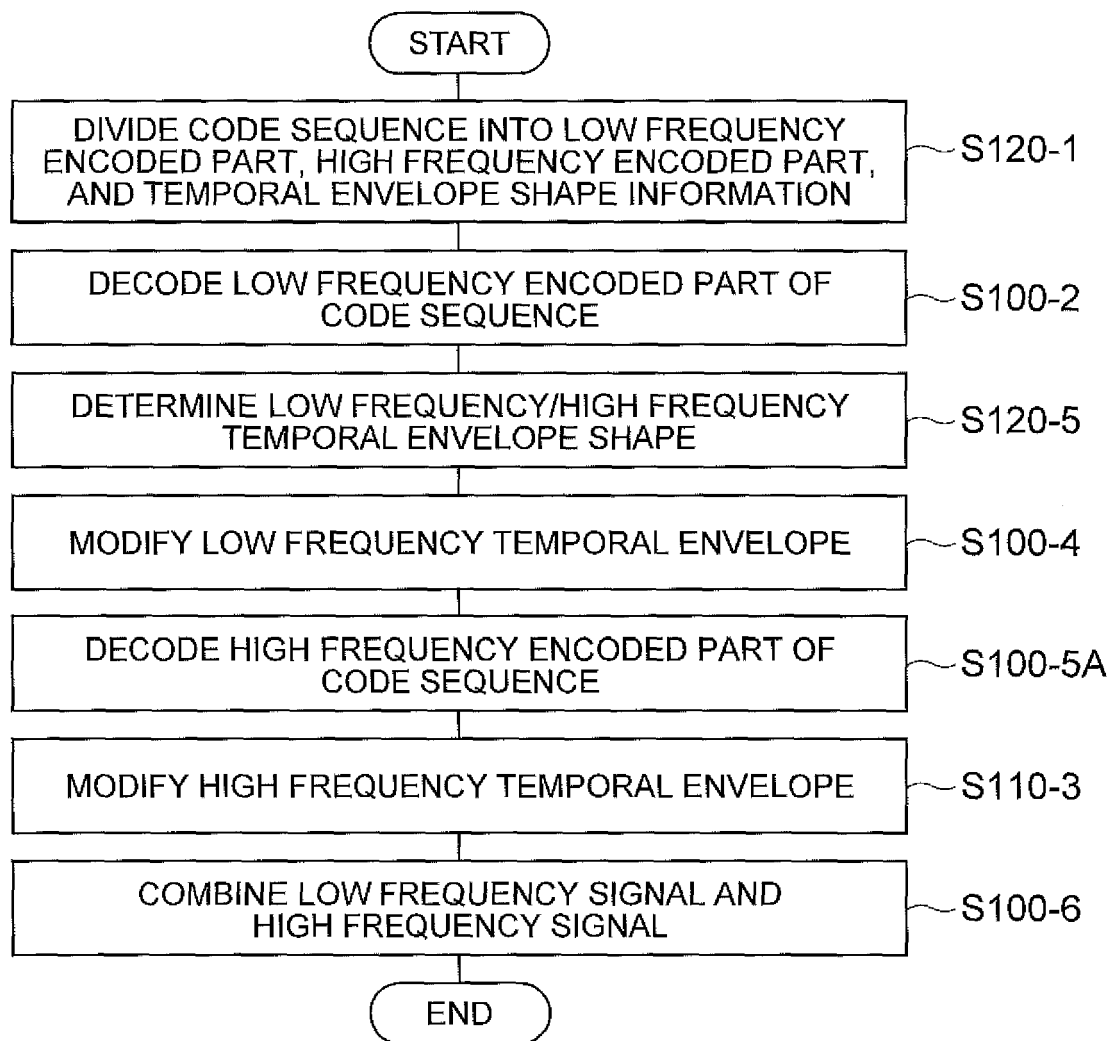 START
DIVIDE CODE SEQUENCE INTO LOW FREQUENCY
ENCODED PART, HIGH FREQUENCY ENCODED PART,
AND TEMPORAL ENVELOPE SHAPE INFORMATION
S120-1
DECODE LOW FREQUENCY ENCODED PART OF
CODE SEQUENCE
S100-2
DETERMINE LOW FREQUENCY/HIGH FREQUENCY
TEMPORAL ENVELOPE SHAPE
S120-5
MODIFY LOW FREQUENCY TEMPORAL ENVELOPE
S100-4
DECODE HIGH FREQUENCY ENCODED PART OF
CODE SEQUENCE
S100-5A
MODIFY HIGH FREQUENCY TEMPORAL ENVELOPE
S110-3
COMBINE LOW FREQUENCY SIGNAL AND
HIGH FREQUENCY SIGNAL
S100-6
END